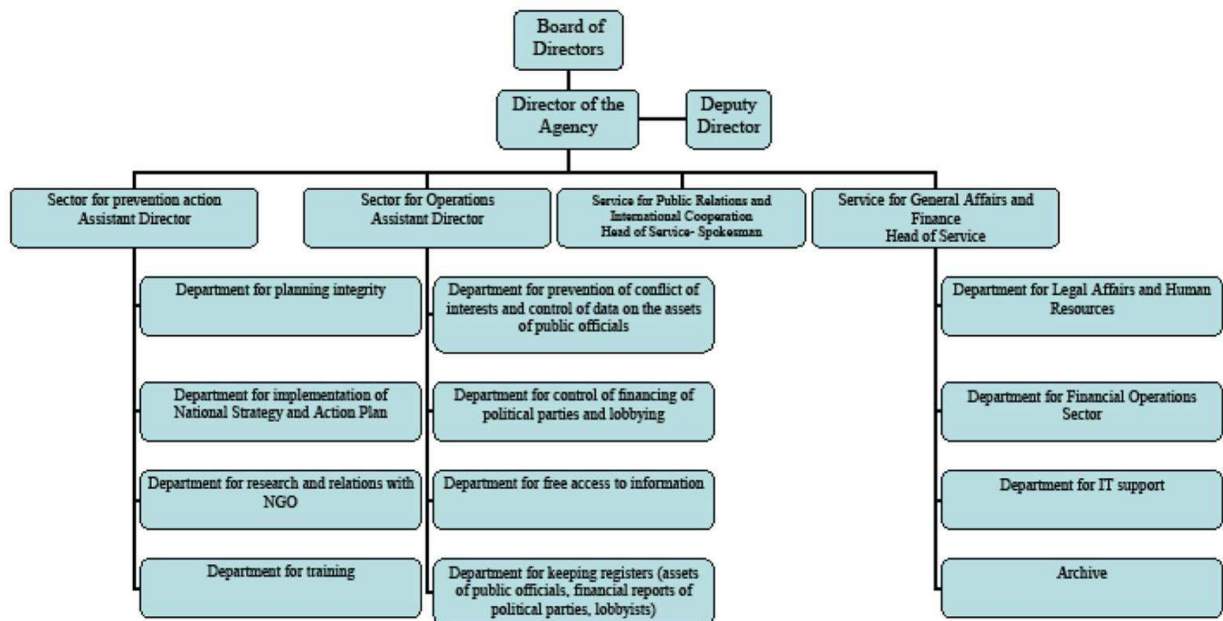 Board of
Directors
Director of the
Agency
Deputy
Director
Sector for prevention action
Assistant Director
Sector for Operations
Assistant Director
Service for Public Relations and
International Cooperation
Head of Service- Spokesman
Service for General Affairs and
Finance
Head of Service
Department for planning integrity
Department for implementation of
National Strategy and Action Plan
Department for research and relations with
NGO
Department for training
Department for prevention of conflict of
interests and control of data on the assets
of public officials
Department for control of financing of
political parties and lobbying
Department for free access to information
Department for keeping registers (assets
of public officials, financial reports of
political parties, lobbyists)
Department for Legal Affairs and Human
Resources
Department for Financial Operations
Sector
Department for IT support
Archive